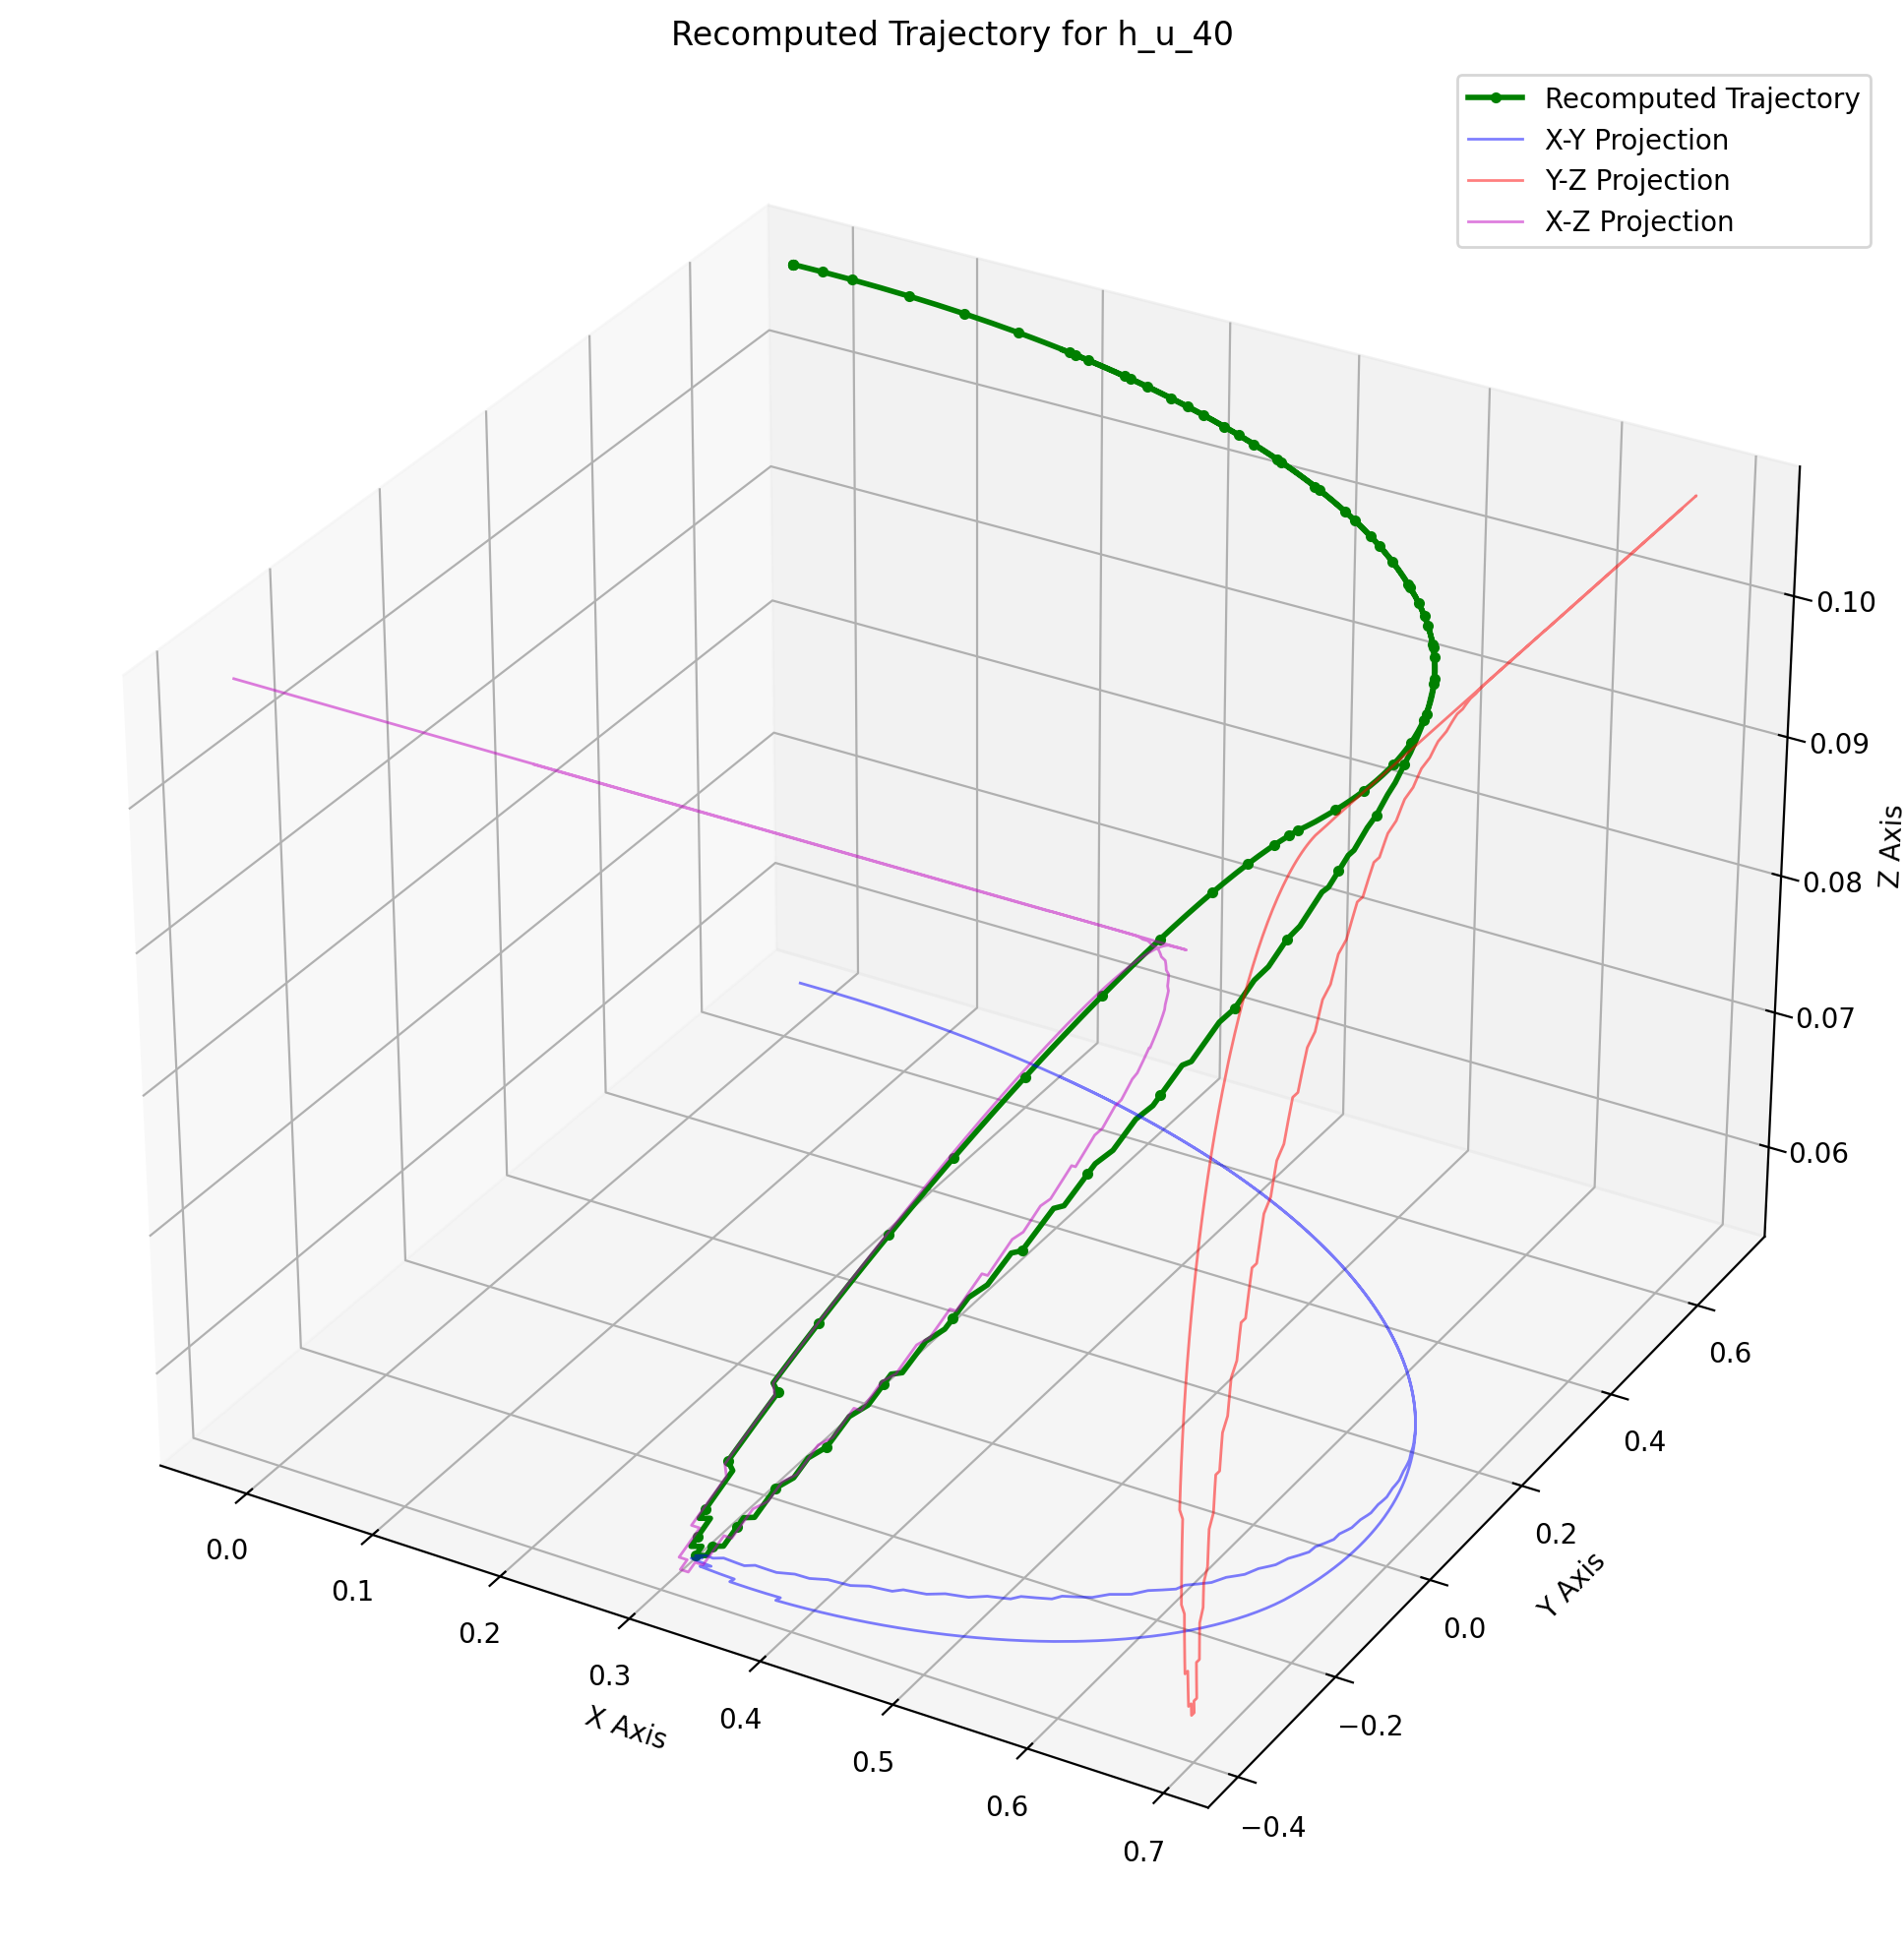 Recomputed Trajectory for h_u_40
Recomputed Trajectory
X-Y Projection
Y-Z Projection
X-Z Projection
0.10
0.09
0.08
0.07
0.06
Z Axis
0.6
0.4
0.2
0.0
−0.2
−0.4
Y Axis
0.0
0.1
0.2
0.3
0.4
0.5
0.6
0.7
X Axis